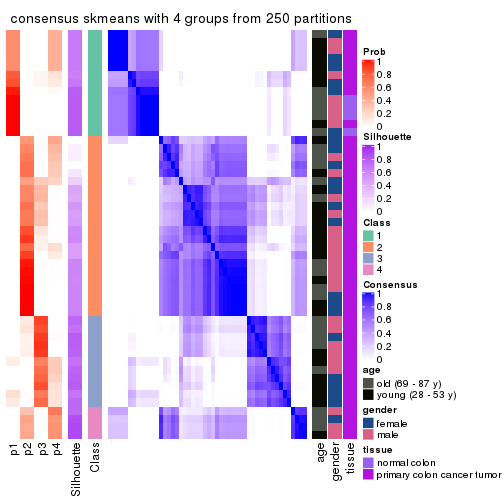 consensus skmeans with 4 groups from 250 partitions
Prob
1
0.8
0.6
0.4
0.2
0
Silhouette
1
0.8
0.6
0.4
0.2
0
Class
1
2
3
4
Consensus
1
0.8
0.6
0.4
0.2
0
age
old (69 - 87 y)
young (28 - 53 y)
gender
female
male
tissue
normal colon
primary colon cancer tumor
p1
p2
p3
p4
Silhouette
Class
age
gender
tissue